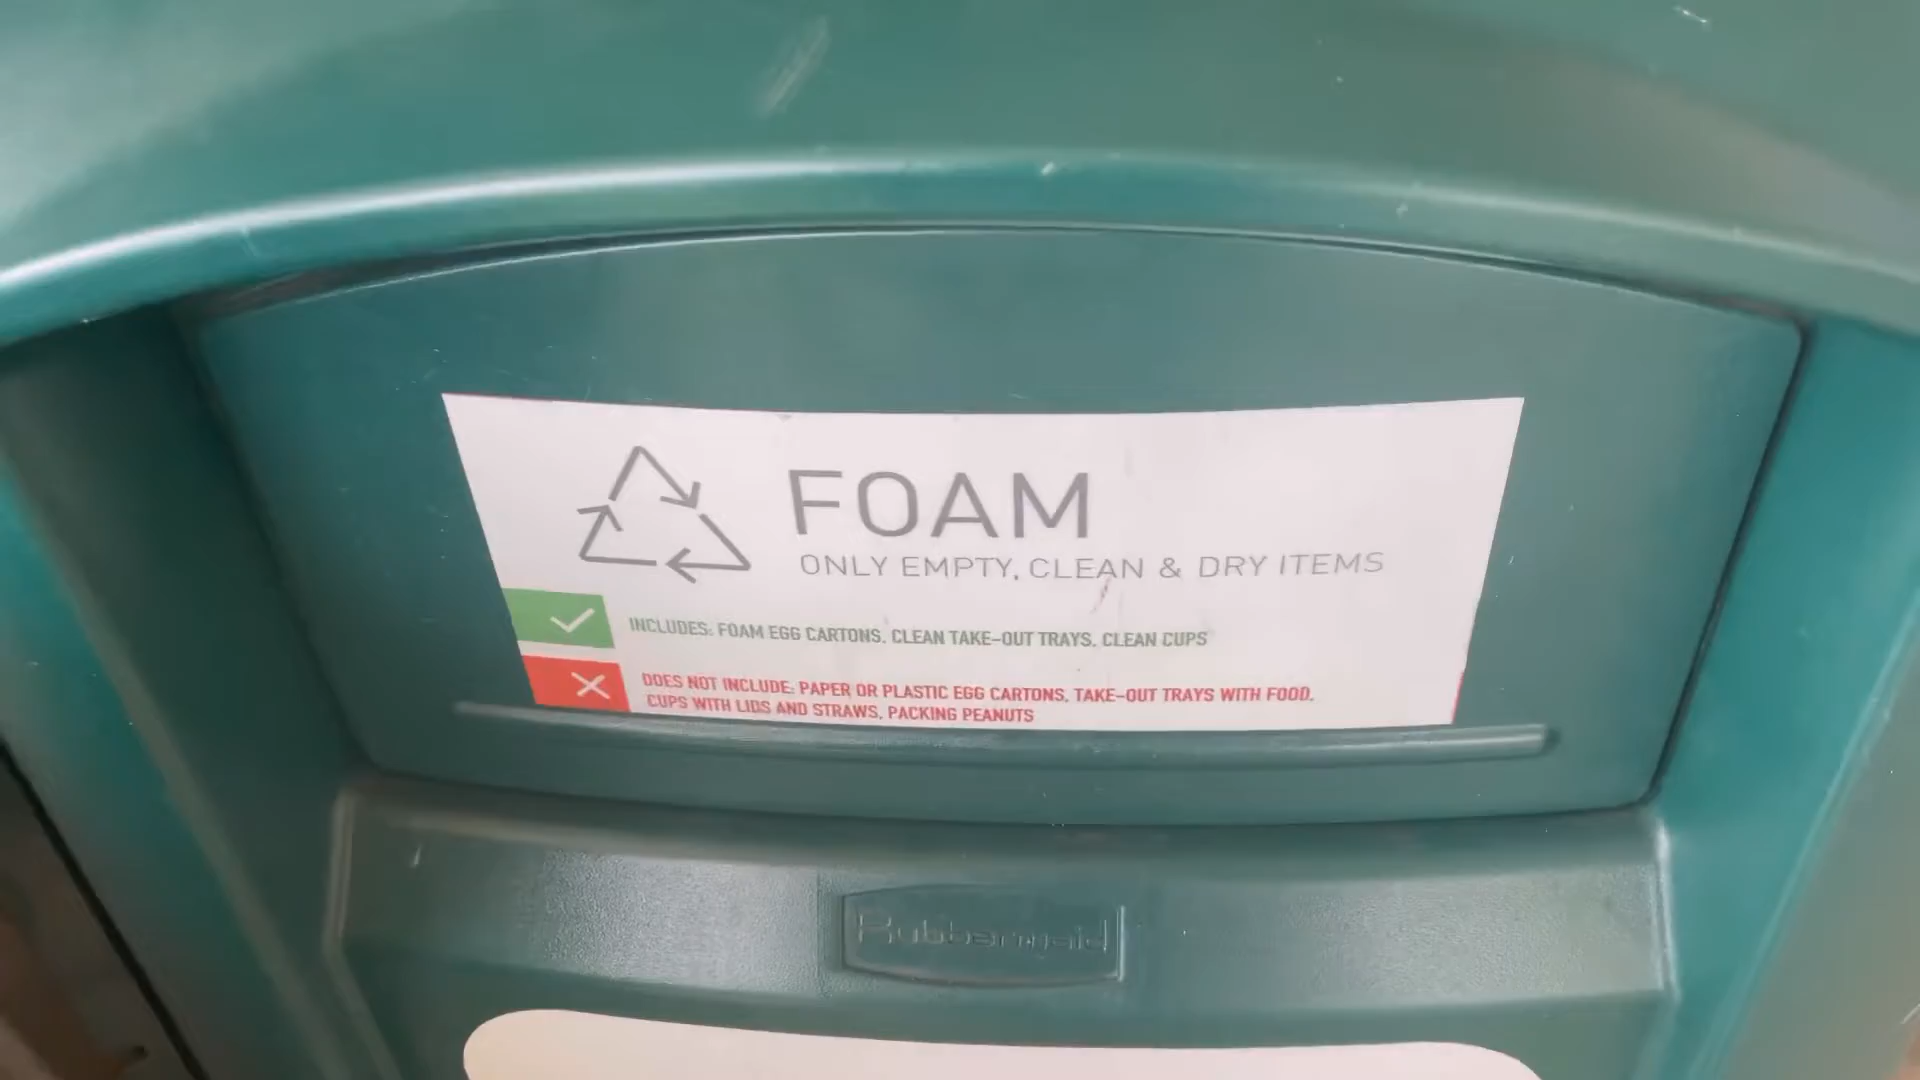 FOAM
ONLY EMPTY, CLEAN & DRY ITEMS
INCLUDES: FOAM EGG CARTONS, CLEAN TAKE-OUT TRAYS, CLEAN CUPS
DOES NOT INCLUDE: PAPER OR PLASTIC EGG CARTONS, TAKE-OUT TRAYS WITH FOOD,
CUPS WITH LIDS AND STRAWS, PACKING PEANUTS
Rubbermaid